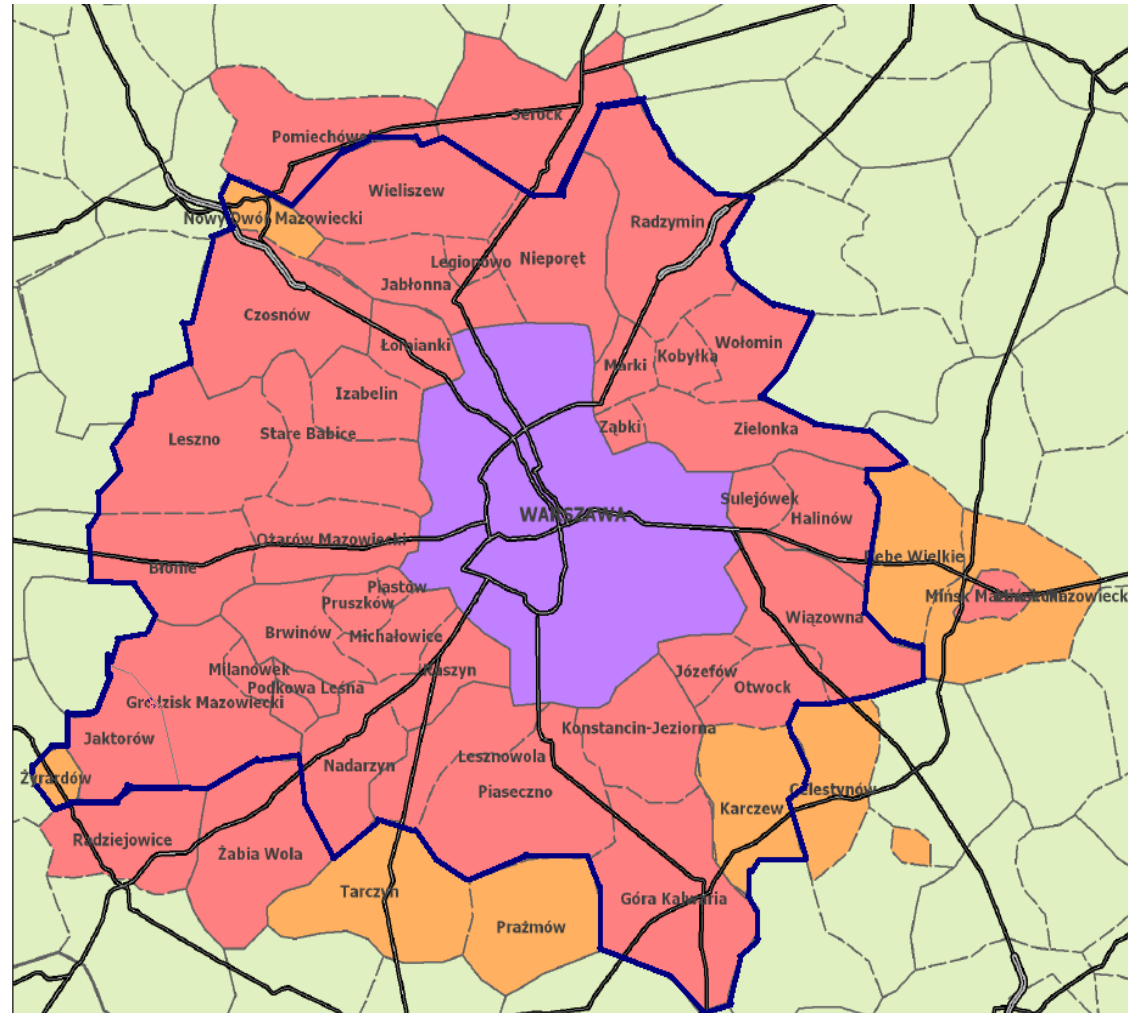 Serock
Pomiechówek
Wieliszew
Nowy Dwór Mazowiecki
Radzymin
Legionowo
Nieporęt
Jabłonna
Czosnów
Łomianki
Wołomin
Kobyłka
Marki
Izabelin
Ząbki
Zielonka
Stare Babice
Leszno
Sulejówek
WARSZAWA
Halinów
Ożarów Mazowiecki
Dębe Wielkie
Błonie
Piastów
Mińsk Mazowiecki
Pruszków
Wiązowna
Brwinów
Michałowice
Milanówek
Raszyn
Józefów
Podkowa Leśna
Otwock
Grodzisk Mazowiecki
Konstancin-Jeziorna
Jaktorów
Lesznowola
Nadarzyn
Żyrardów
Piaseczno
Celestynów
Karczew
Radziejowice
Żabia Wola
Tarczyn
Góra Kalwaria
Prażmów